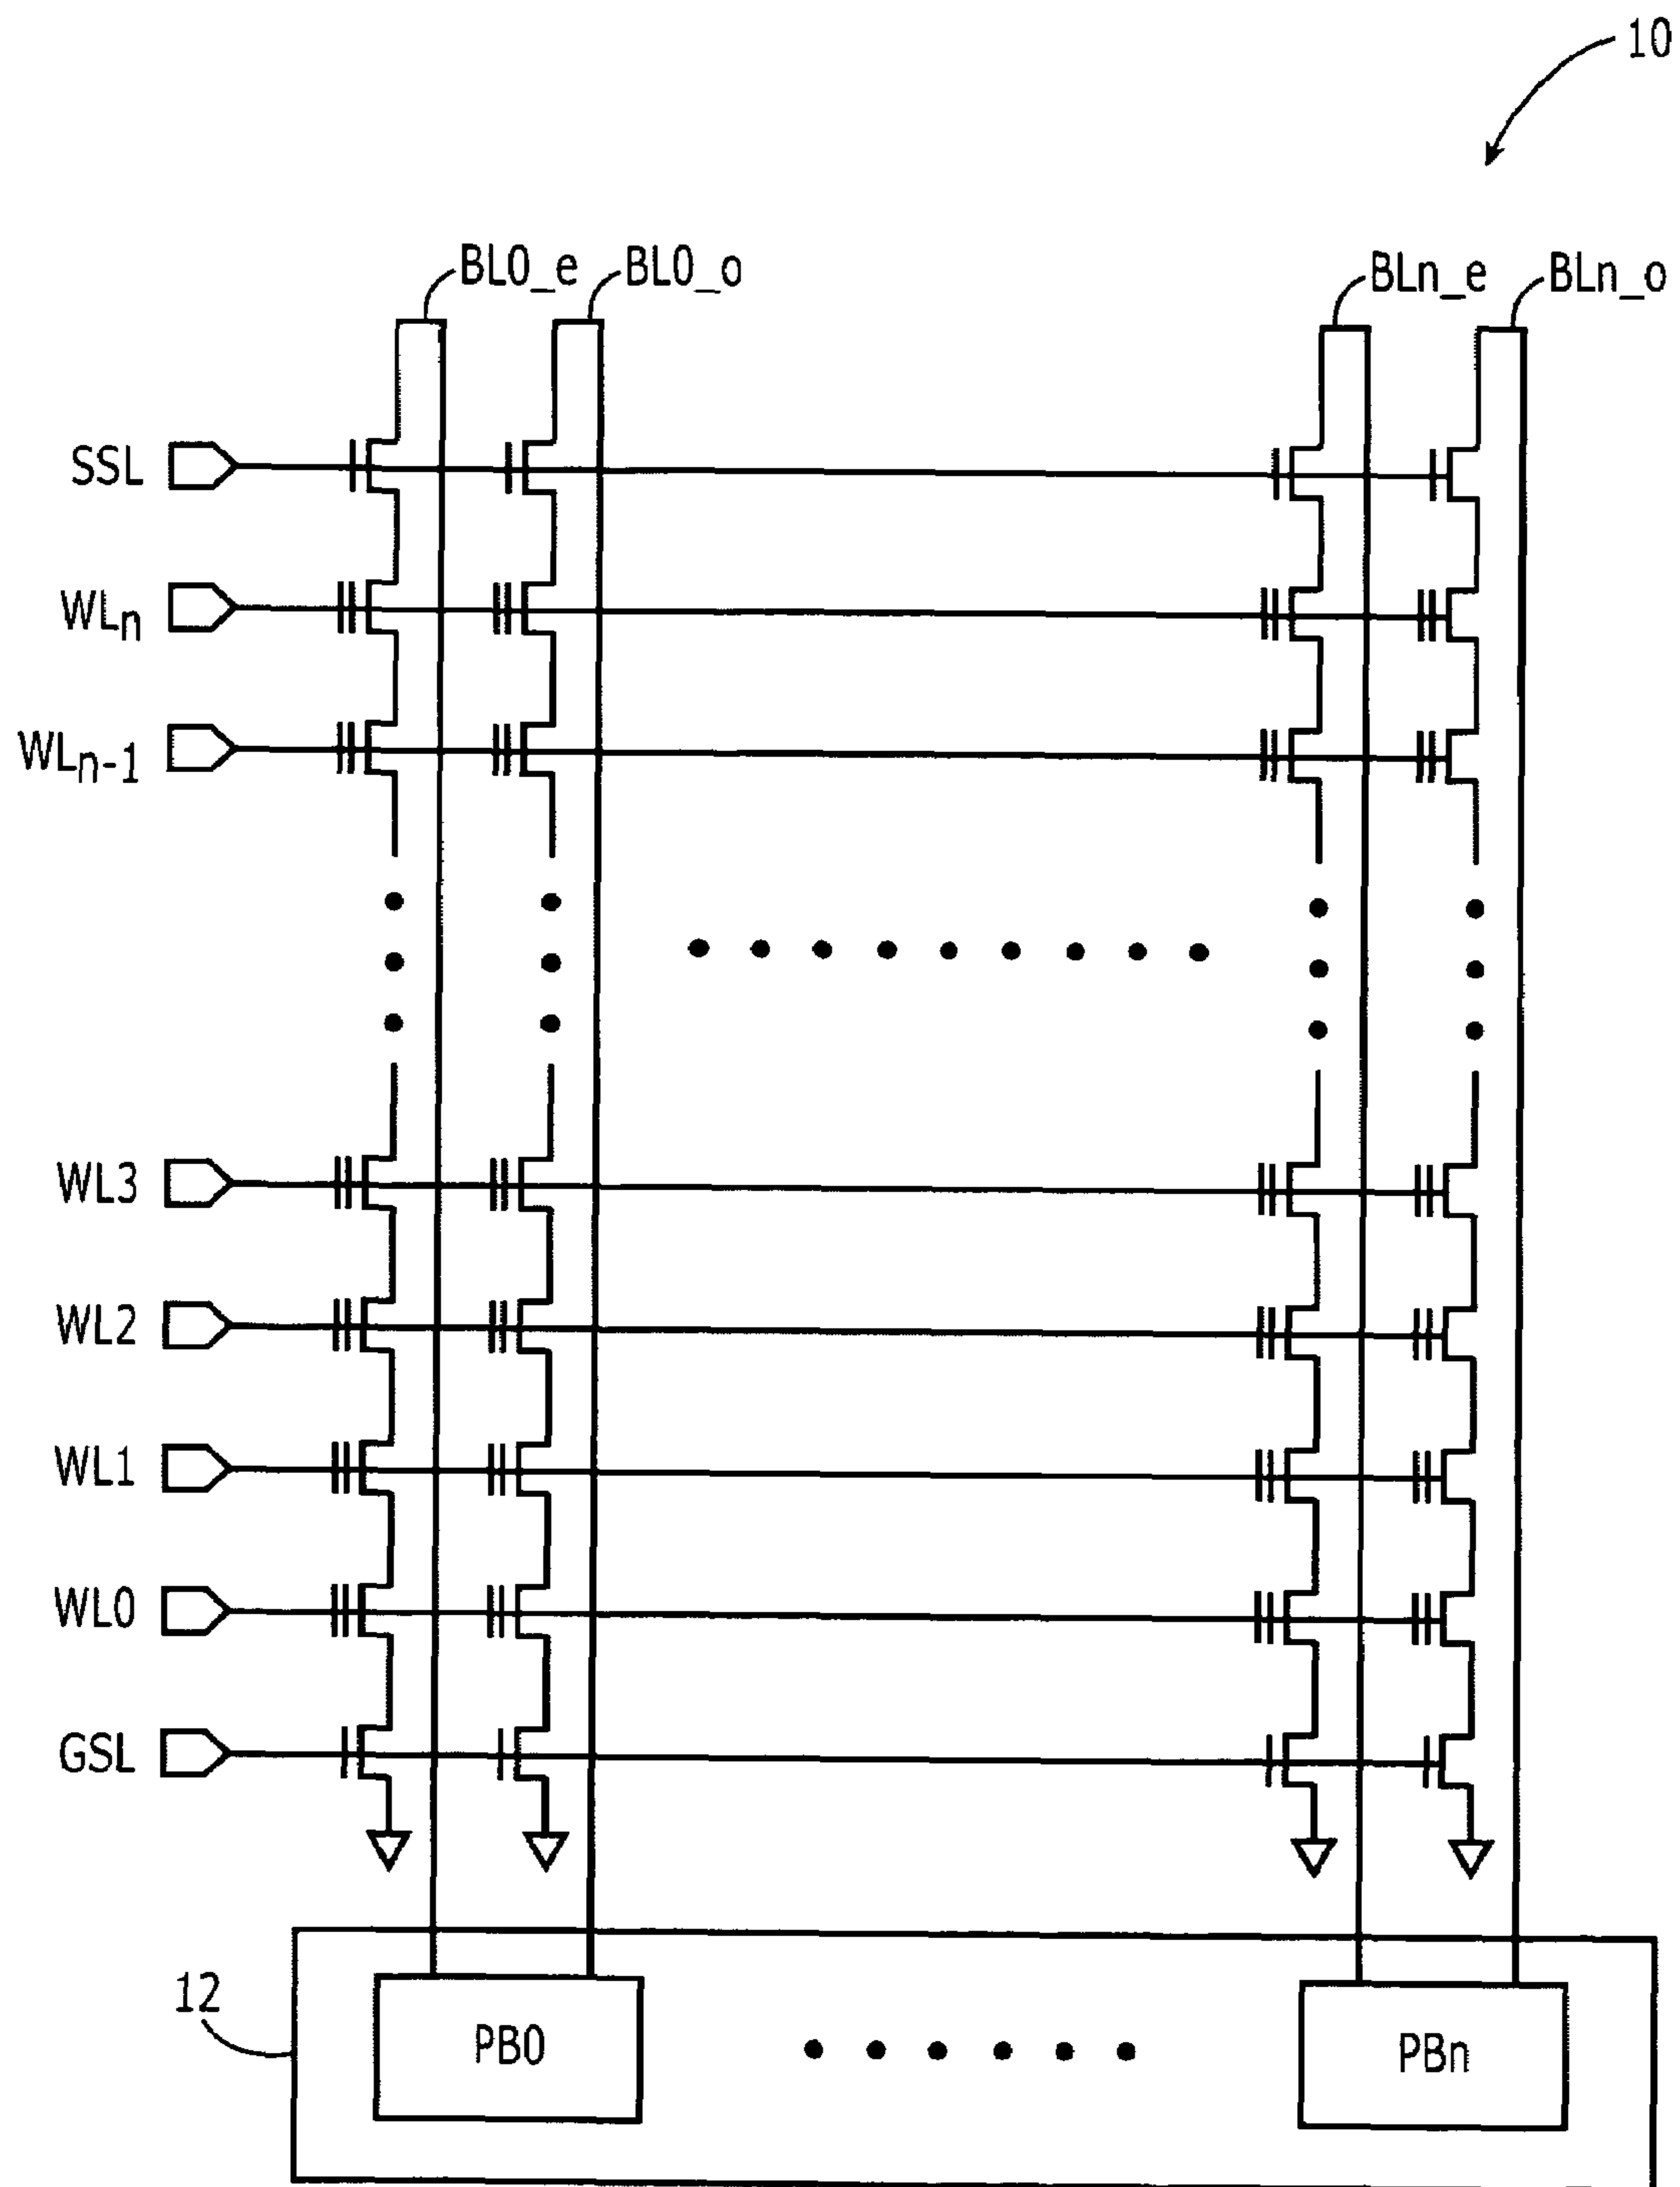 10
BL0_e BL0_o BLn_e BLn_o
SSL
WLn
WLn-1
WL3
WL2
WL1
WL0
GSL
12
PB0 PBn